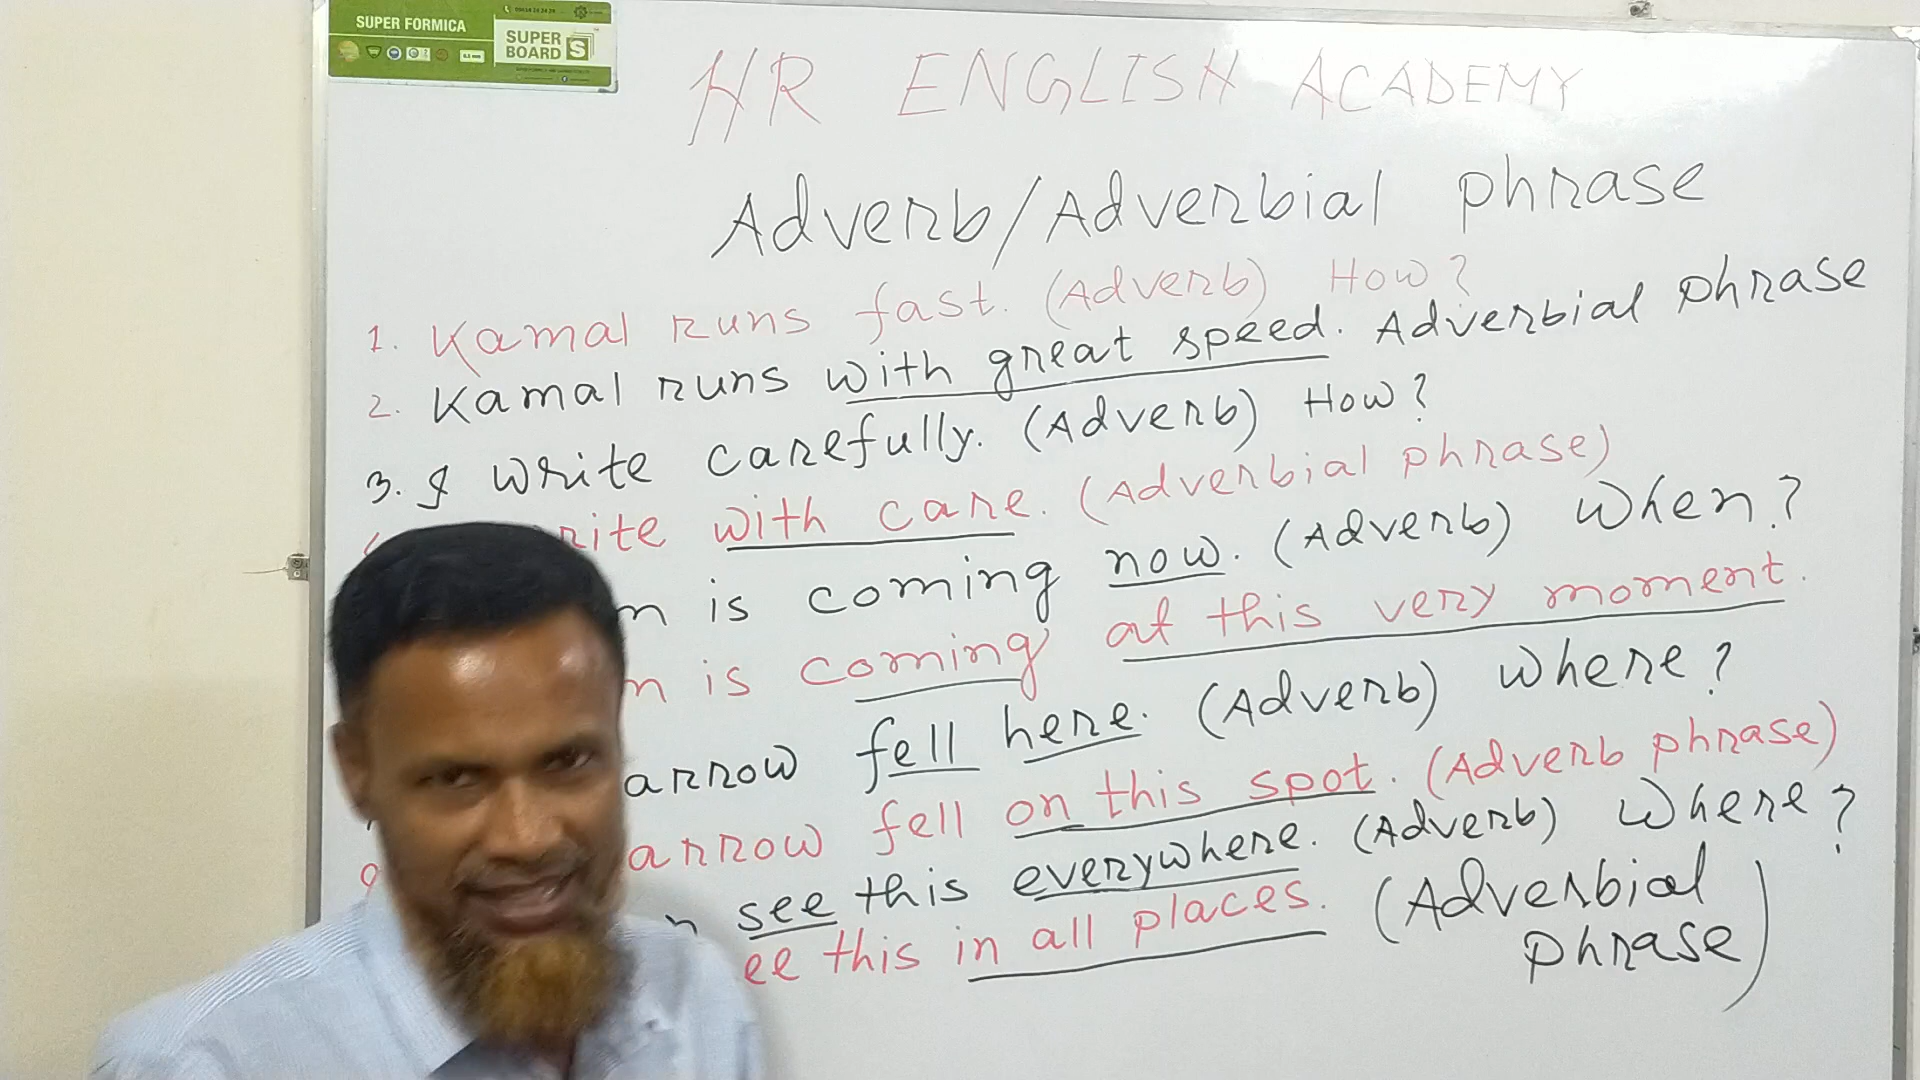 SUPER FORMICA
SUPER BOARD S
HR ENGLISH ACADEMY
Adverb/Adverbial phrase
1. Kamal runs fast. (Adverb) How?
2. Kamal runs with great speed. Adverbial phrase
3. I write carefully. (Adverb) How?
rite with care. (Adverbial phrase)
n is coming now. (Adverb) When?
n is coming at this very moment.
arrow fell here. (Adverb) Where?
arrow fell on this spot. (Adverb phrase)
n see this everywhere. (Adverb) Where?
ee this in all places. (Adverbial phrase)